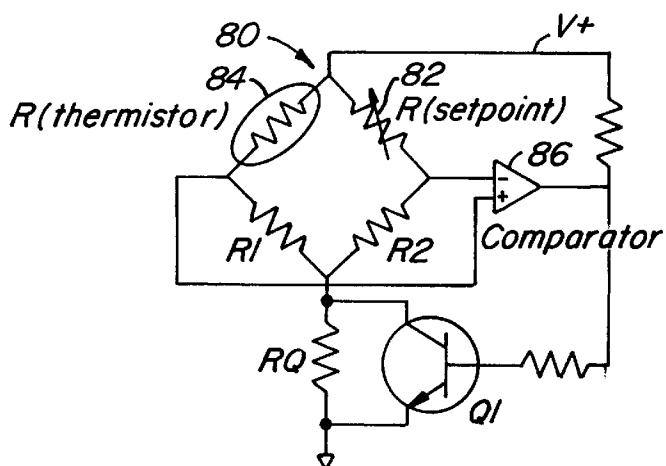 80
V+
84
82
R(thermistor)
R(setpoint)
86
-
+
Comparator
R1
R2
RQ
Q1